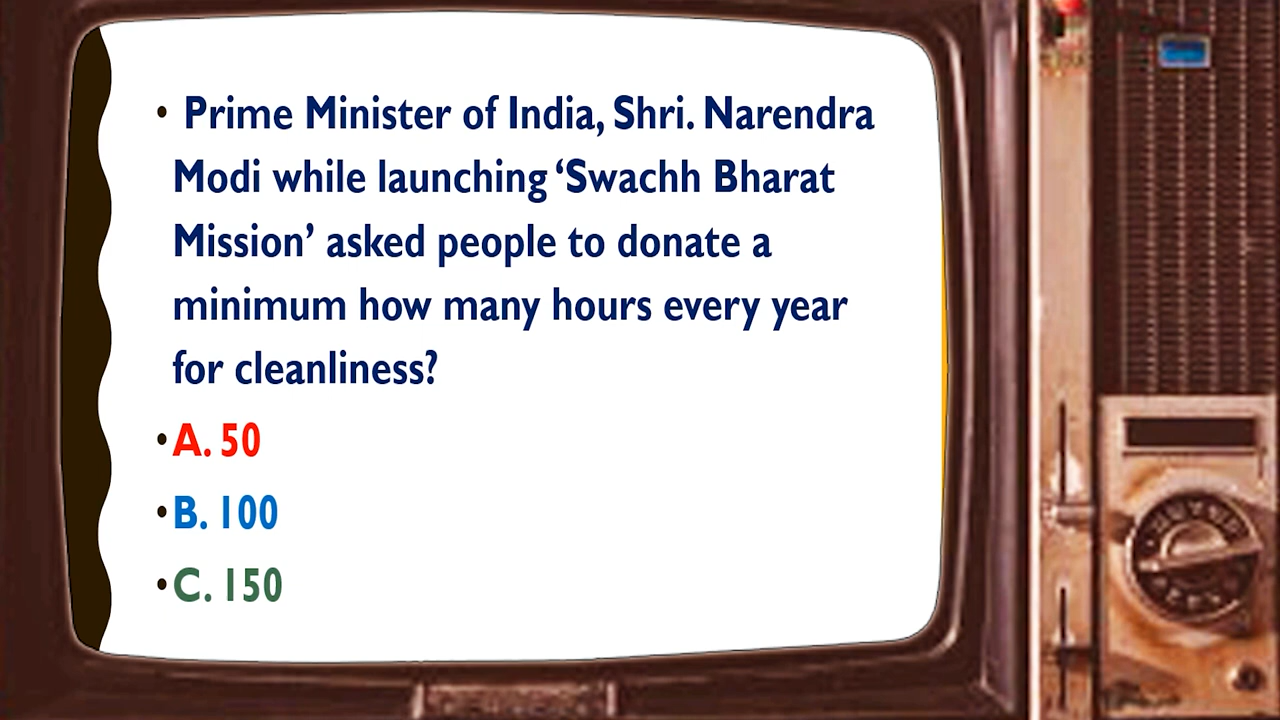 • Prime Minister of India, Shri. Narendra
Modi while launching ‘Swachh Bharat
Mission’ asked people to donate a
minimum how many hours every year
for cleanliness?
• A. 50
• B. 100
• C. 150